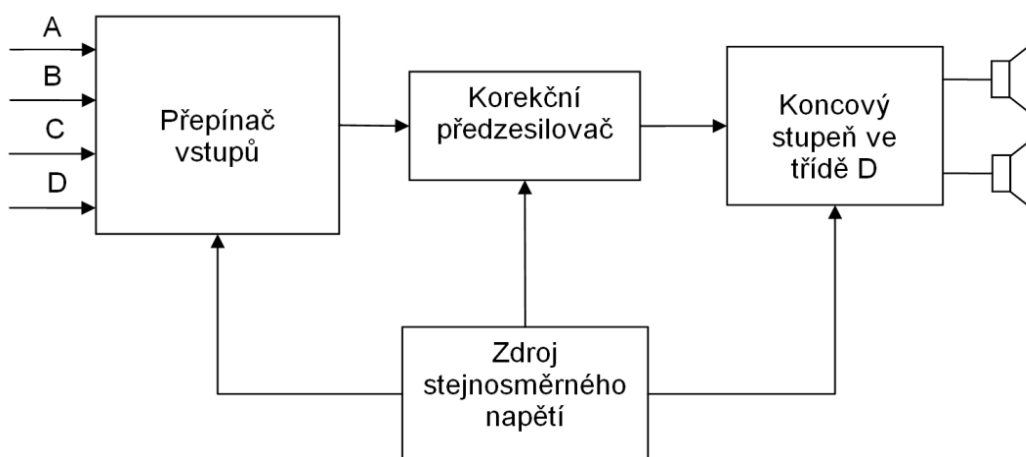 A
B
C
D
Přepínač
vstupů
Korekční
předzesilovač
Koncový
stupeň ve
třídě D
Zdroj
stejnosměrného
napětí